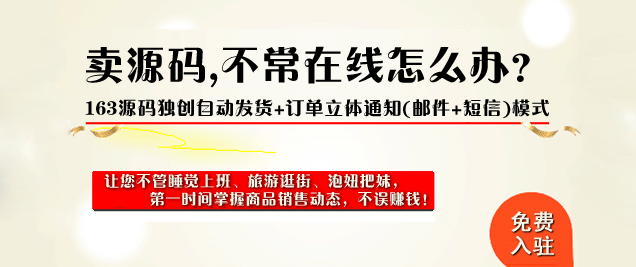 卖源码,不常在线怎么办?
163源码独创自动发货+订单立体通知(邮件+短信)模式
让您不管睡觉上班、旅游逛街、泡妞把妹，
第一时间掌握商品销售动态，不误赚钱!
免费
入驻